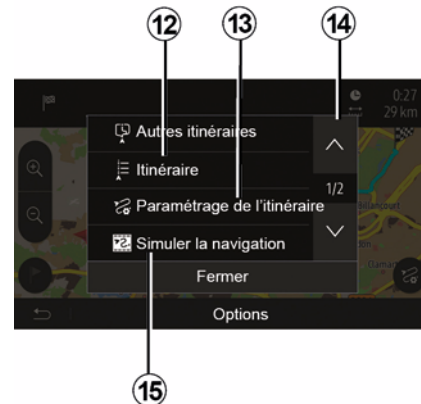 12 13 14
0:27
29 km
Autres itinéraires
Itinéraire
1/2
Paramétrage de l'itinéraire
Simuler la navigation
Fermer
Options
15